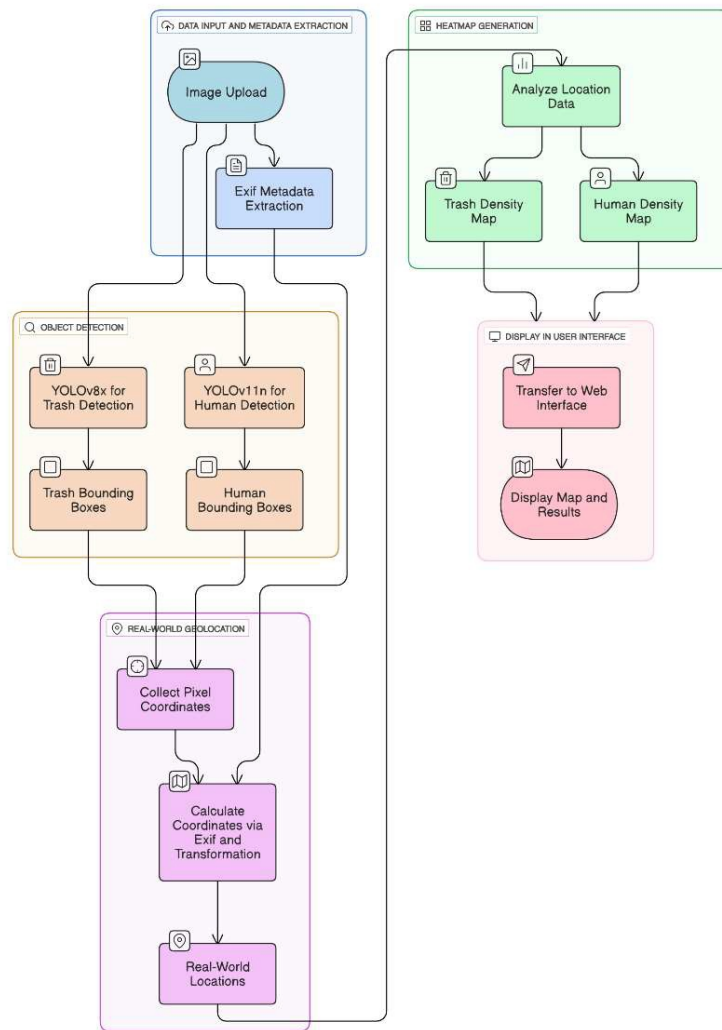 DATA INPUT AND METADATA EXTRACTION
Image Upload
Exif Metadata
Extraction
OBJECT DETECTION
YOLOv8x for
Trash Detection
YOLOv11n for
Human Detection
Trash Bounding
Boxes
Human
Bounding Boxes
REAL-WORLD GEOLOCATION
Collect Pixel
Coordinates
Calculate
Coordinates via
Exif and
Transformation
Real-World
Locations
HEATMAP GENERATION
Analyze Location
Data
Trash Density
Map
Human Density
Map
DISPLAY IN USER INTERFACE
Transfer to Web
Interface
Display Map and
Results